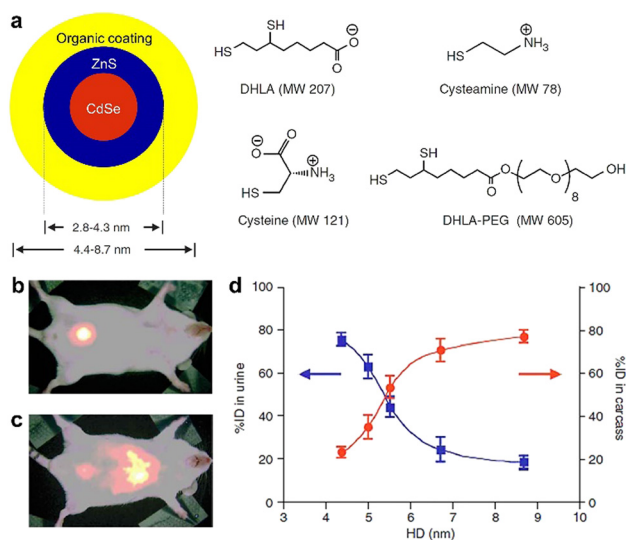 a
Organic coating
ZnS
CdSe
2.8-4.3 nm
4.4-8.7 nm
SH
HS
O
O
⊖
DHLA (MW 207)
HS
⊕
NH3
Cysteamine (MW 78)
⊖
O
O
⊕
NH3
HS
Cysteine (MW 121)
SH
HS
O
O
O
8
OH
DHLA-PEG (MW 605)
b
c
d
%ID in urine
100
80
60
40
20
0
3 4 5 6 7 8 9 10
HD (nm)
100
80
60
40
20
0
%ID in carcass